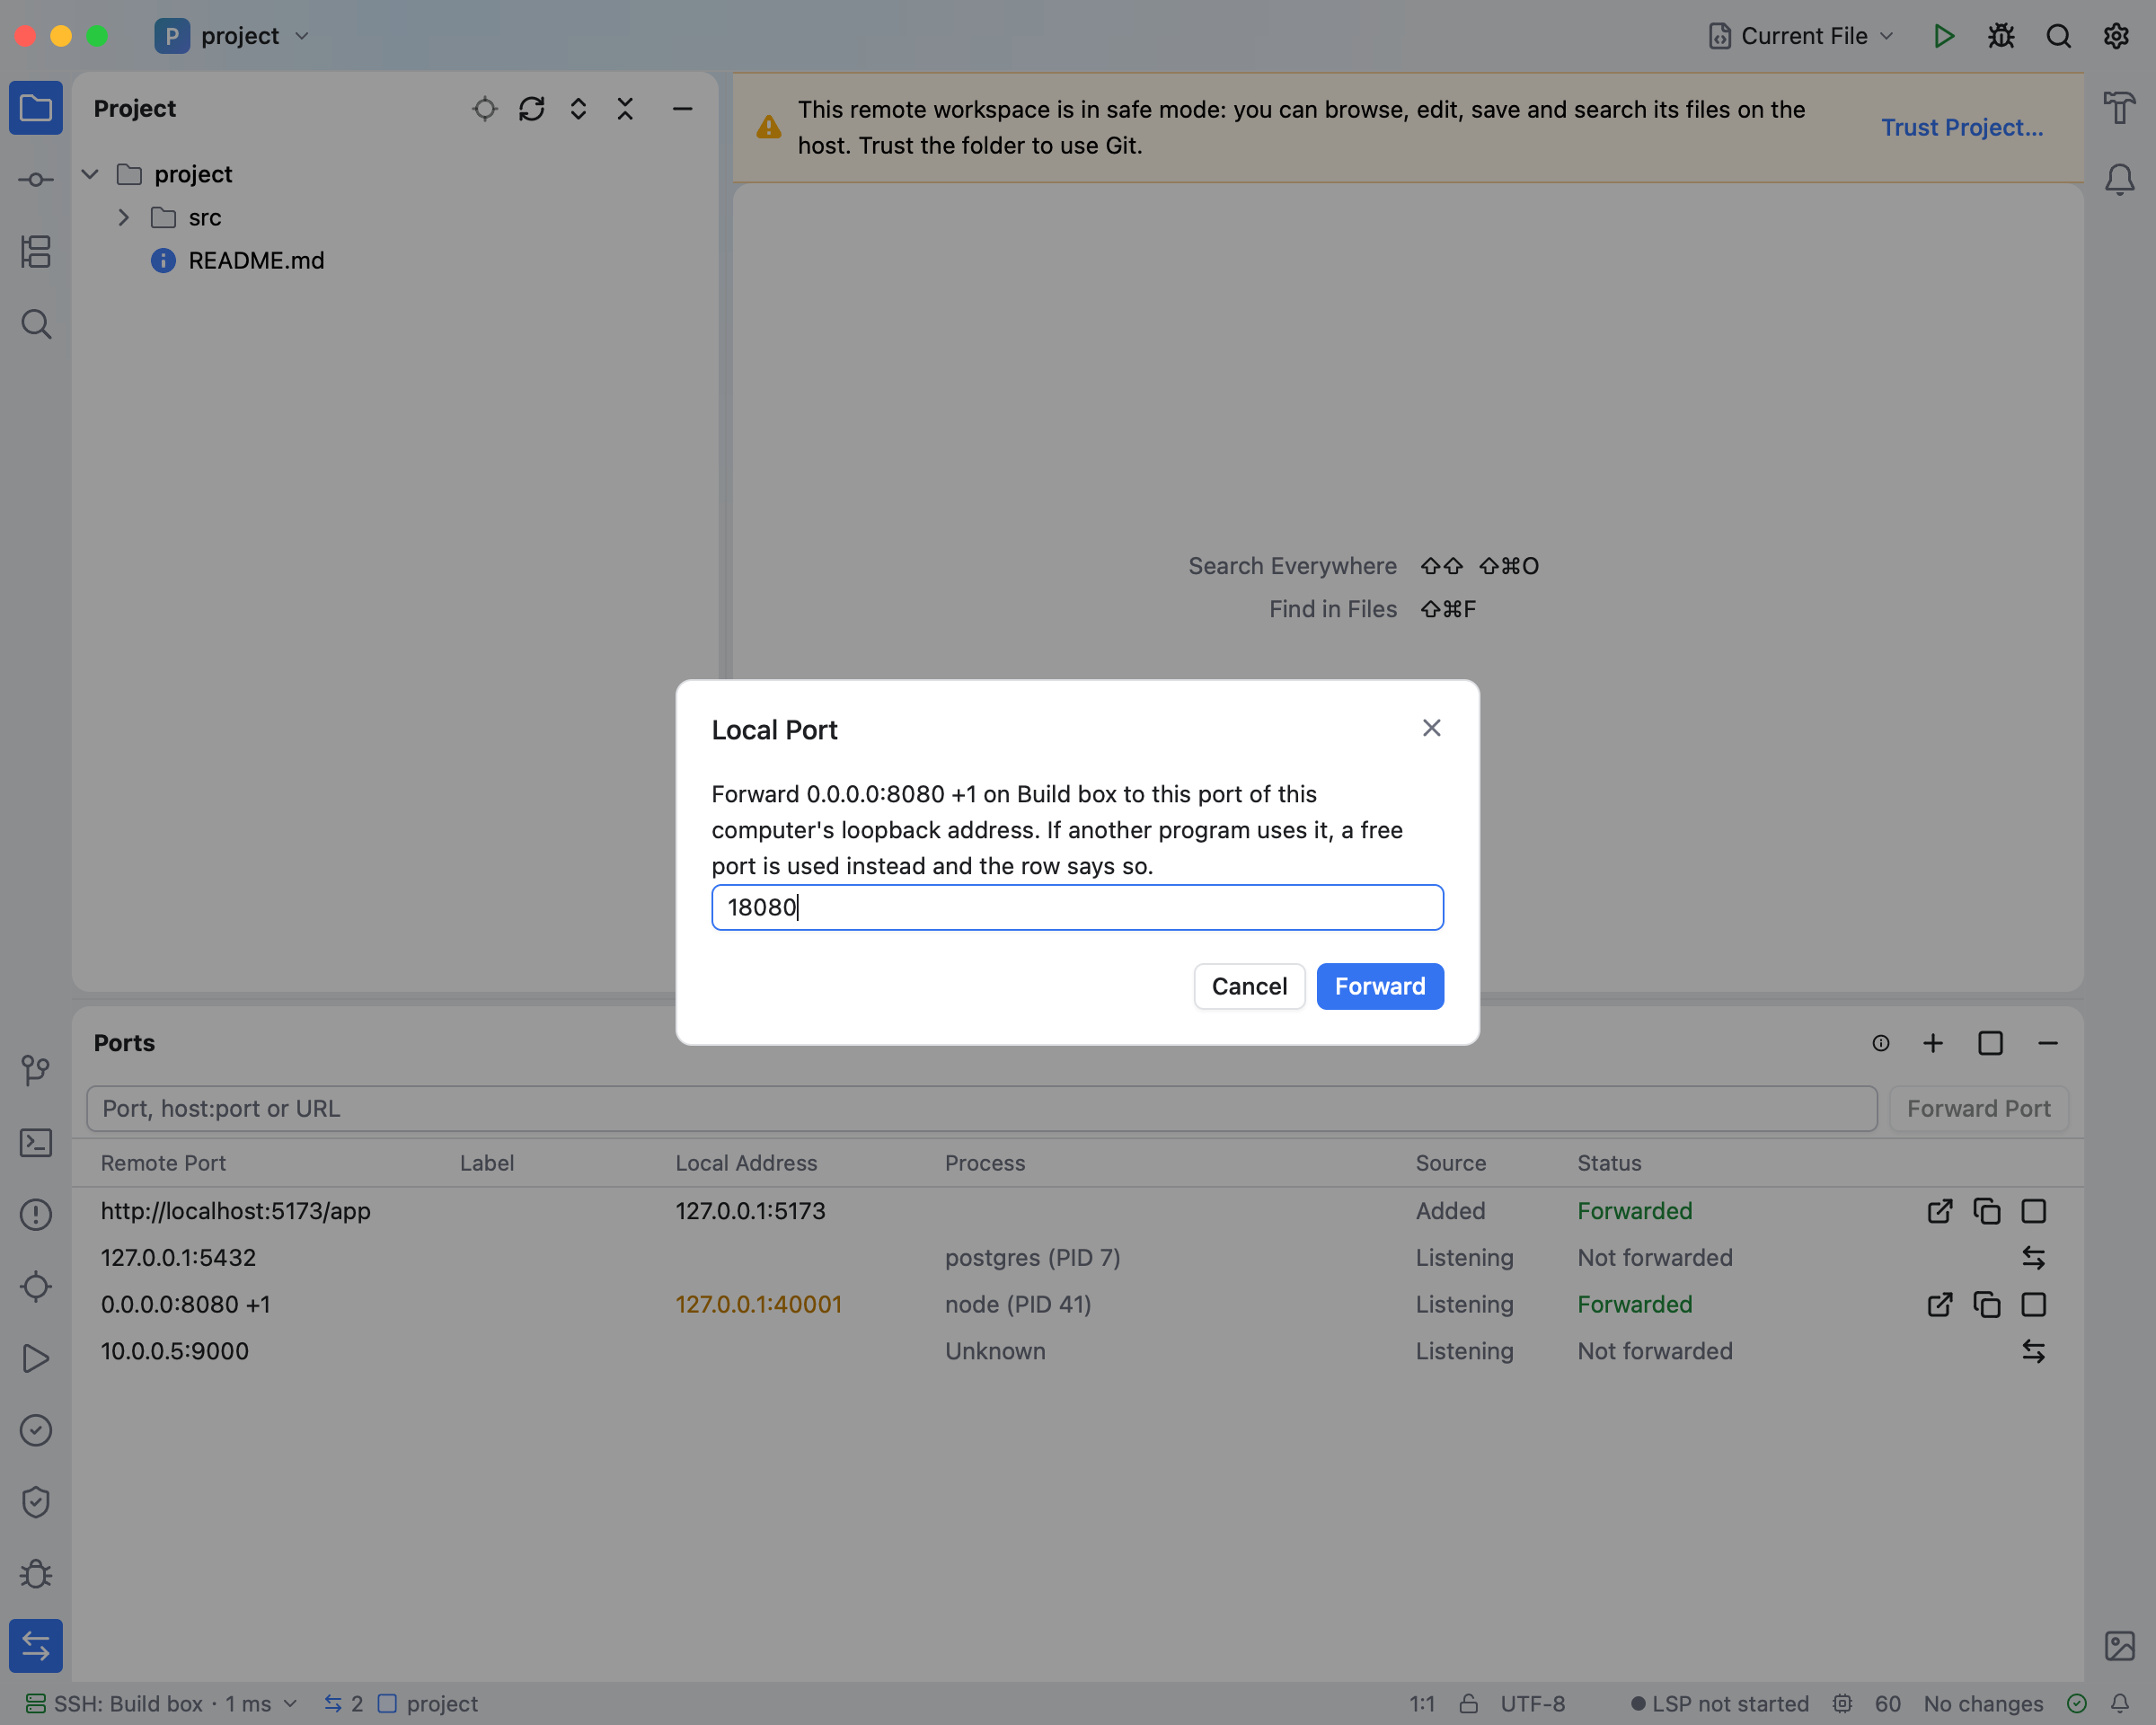 P project
Current File
Project
This remote workspace is in safe mode: you can browse, edit, save and search its files on the
host. Trust the folder to use Git.
Trust Project...
project
src
README.md
Search Everywhere ⇧⇧ ⇧⌘O
Find in Files ⇧⌘F
Local Port
Forward 0.0.0.0:8080 +1 on Build box to this port of this
computer's loopback address. If another program uses it, a free
port is used instead and the row says so.
18080
Cancel Forward
Ports
Port, host:port or URL Forward Port
Remote Port Label Local Address Process Source Status
http://localhost:5173/app 127.0.0.1:5173 Added Forwarded
127.0.0.1:5432 postgres (PID 7) Listening Not forwarded
0.0.0.0:8080 +1 127.0.0.1:40001 node (PID 41) Listening Forwarded
10.0.0.5:9000 Unknown Listening Not forwarded
SSH: Build box · 1 ms 2 project 1:1 UTF-8 LSP not started 60 No changes